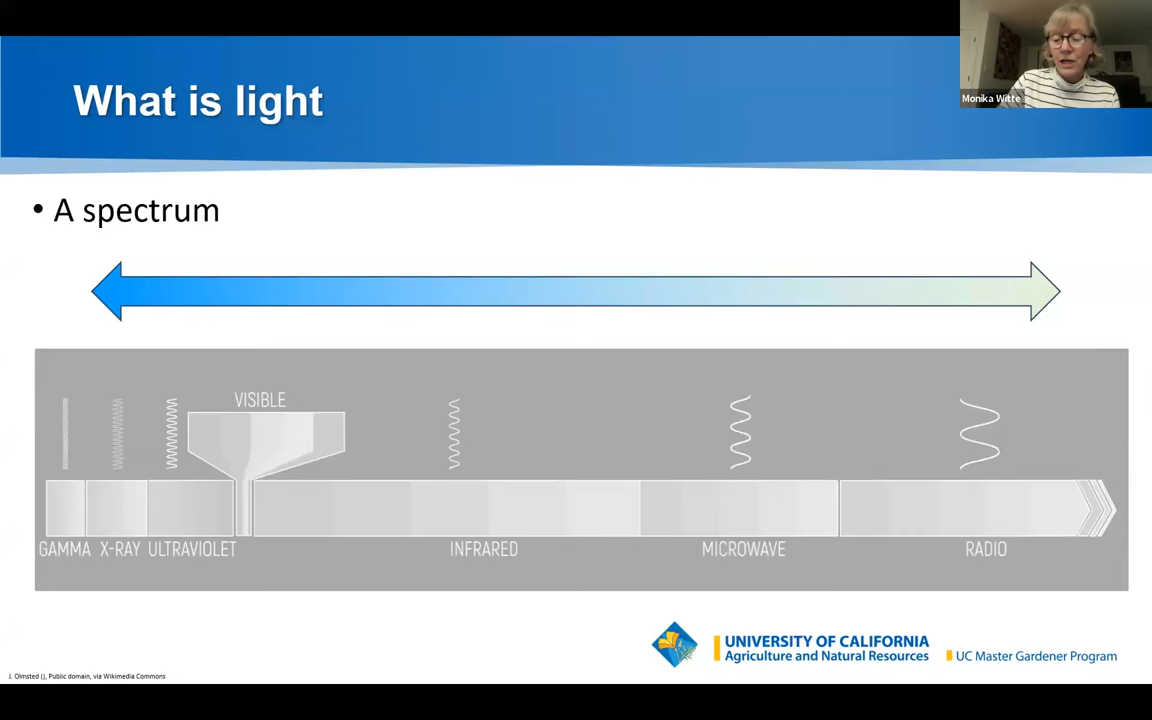 What is light
Monika Witte
• A spectrum
VISIBLE
GAMMA X-RAY ULTRAVIOLET INFRARED MICROWAVE RADIO
UNIVERSITY OF CALIFORNIA
Agriculture and Natural Resources
UC Master Gardener Program
J. Olmsted (), Public domain, via Wikimedia Commons